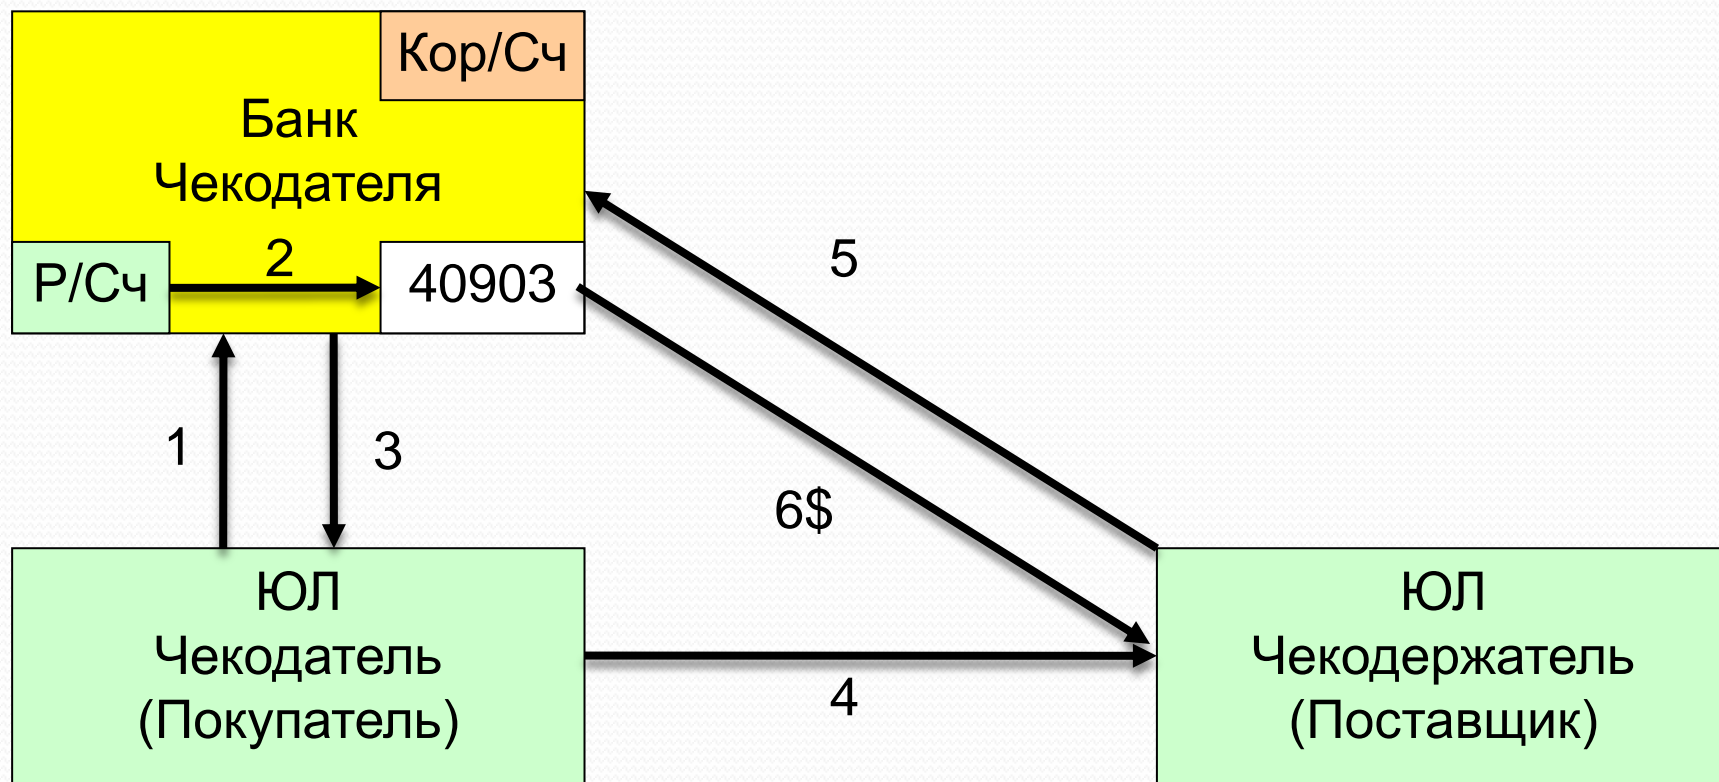 Кор/Сч
Банк
Чекодателя
2
Р/Сч
40903
5
1
3
6$
ЮЛ
Чекодатель
(Покупатель)
4
ЮЛ
Чекодержатель
(Поставщик)